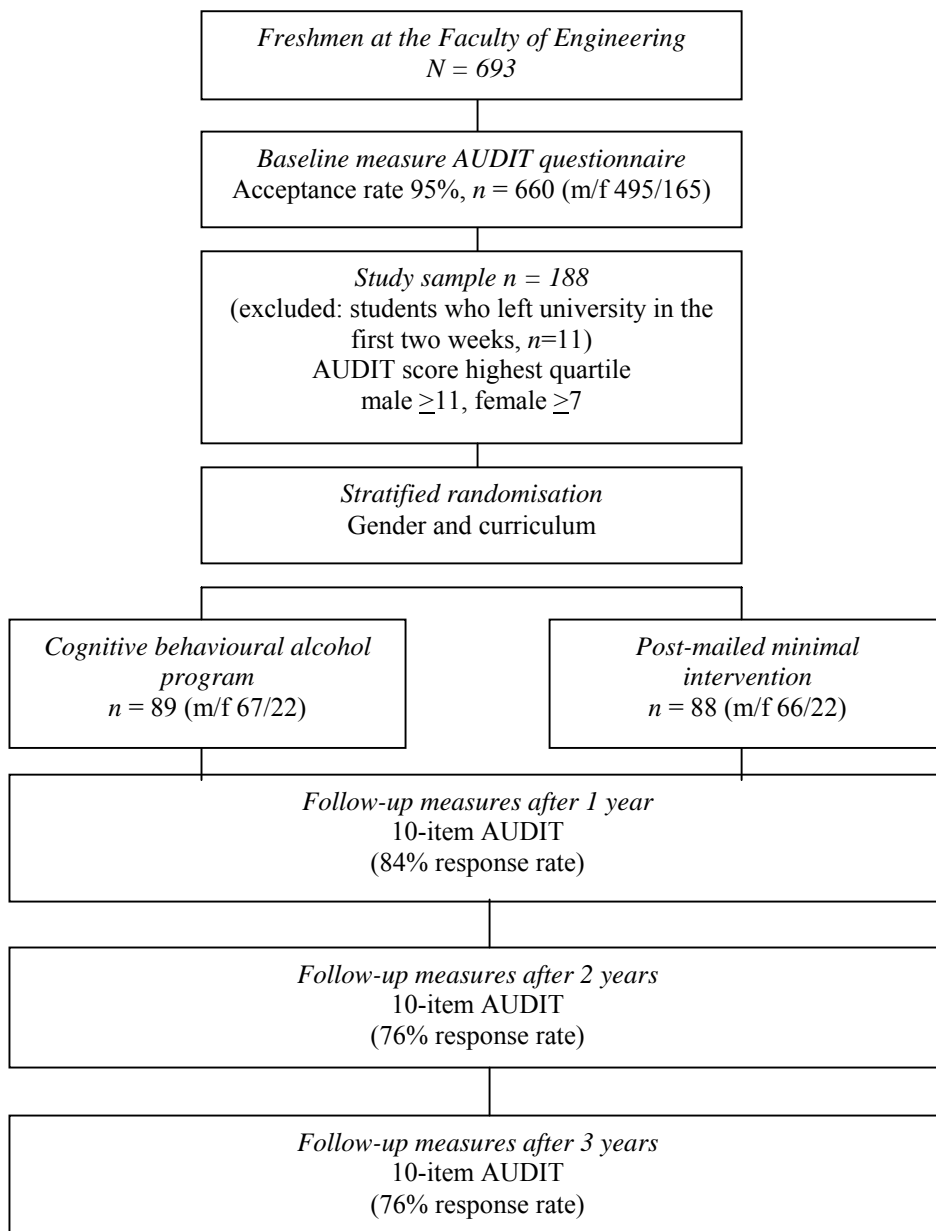 Freshmen at the Faculty of Engineering
N = 693
Baseline measure AUDIT questionnaire
Acceptance rate 95%, n = 660 (m/f 495/165)
Study sample n = 188
(excluded: students who left university in the
first two weeks, n=11)
AUDIT score highest quartile
male ≥11, female ≥7
Stratified randomisation
Gender and curriculum
Cognitive behavioural alcohol
program
n = 89 (m/f 67/22)
Post-mailed minimal
intervention
n = 88 (m/f 66/22)
Follow-up measures after 1 year
10-item AUDIT
(84% response rate)
Follow-up measures after 2 years
10-item AUDIT
(76% response rate)
Follow-up measures after 3 years
10-item AUDIT
(76% response rate)